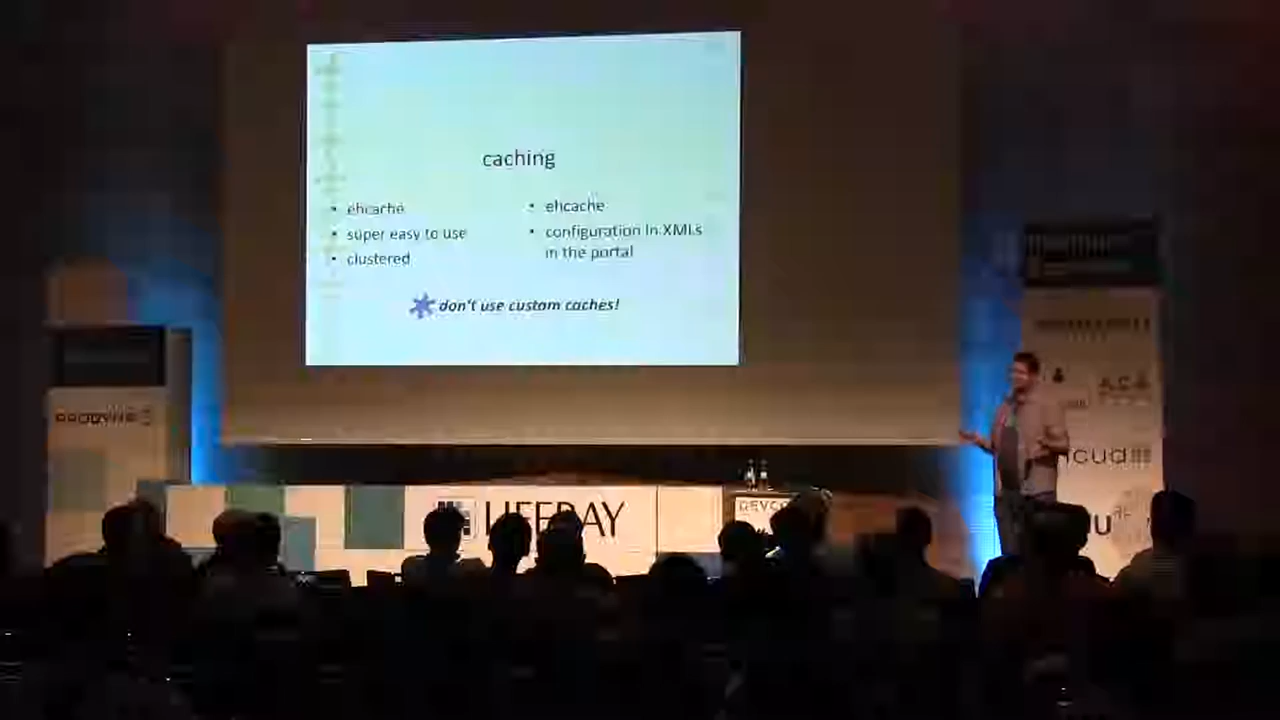 caching
ehcache
super easy to use
clustered
ehcache
configuration in XMLs
in the portal
don't use custom caches!
LIFERAY